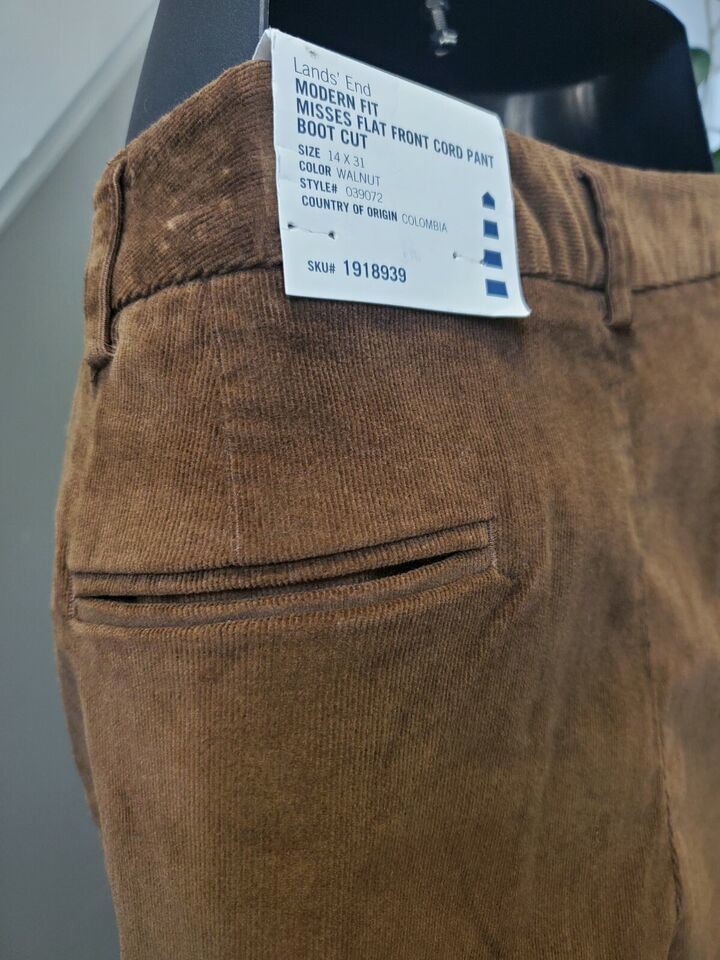 Lands' End
MODERN FIT
MISSES FLAT FRONT CORD PANT
BOOT CUT
SIZE 14 X 31
COLOR WALNUT
STYLE# 039072
COUNTRY OF ORIGIN COLOMBIA
SKU# 1918939